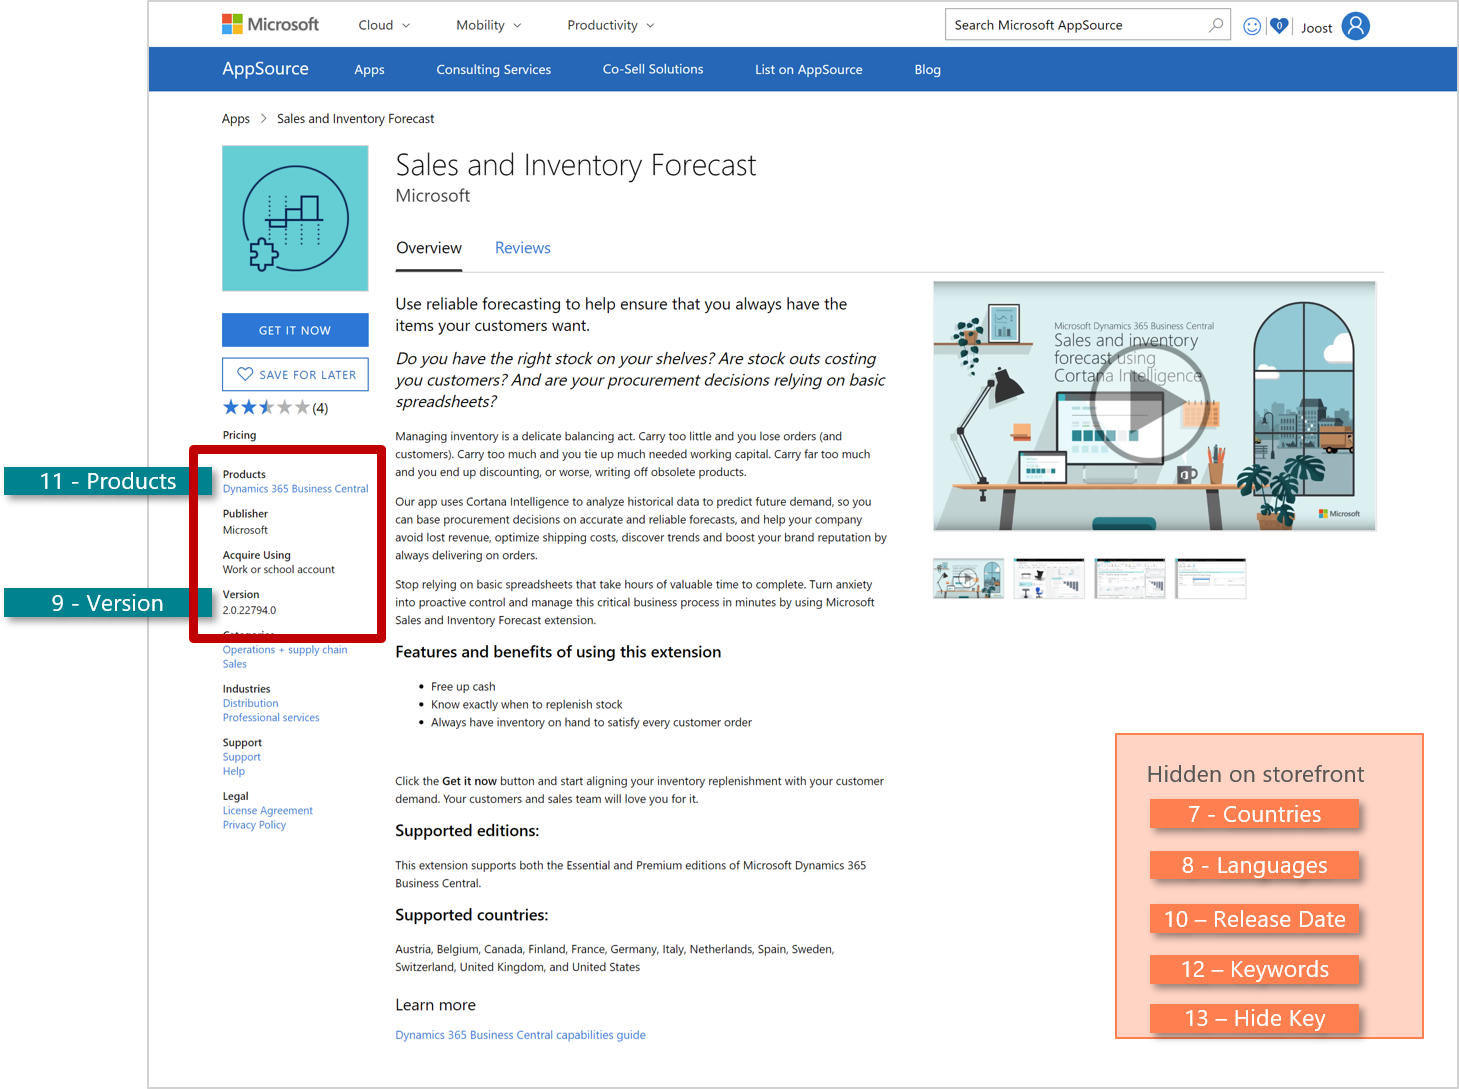 Microsoft
Cloud
Mobility
Productivity
Search Microsoft AppSource
0
Joost
AppSource
Apps
Consulting Services
Co-Sell Solutions
List on AppSource
Blog
Apps > Sales and Inventory Forecast
Sales and Inventory Forecast
Microsoft
Overview
Reviews
GET IT NOW
SAVE FOR LATER
(4)
Pricing
11 - Products
Products
Dynamics 365 Business Central
Publisher
Microsoft
Acquire Using
Work or school account
9 - Version
Version
2.0.22794.0
Categories
Operations + supply chain
Sales
Industries
Distribution
Professional services
Support
Support
Help
Legal
License Agreement
Privacy Policy
Use reliable forecasting to help ensure that you always have the
items your customers want.
Do you have the right stock on your shelves? Are stock outs costing
you customers? And are your procurement decisions relying on basic
spreadsheets?
Managing inventory is a delicate balancing act. Carry too little and you lose orders (and
customers). Carry too much and you tie up much needed working capital. Carry far too much
and you end up discounting, or worse, writing off obsolete products.
Our app uses Cortana Intelligence to analyze historical data to predict future demand, so you
can base procurement decisions on accurate and reliable forecasts, and help your company
avoid lost revenue, optimize shipping costs, discover trends and boost your brand reputation by
always delivering on orders.
Stop relying on basic spreadsheets that take hours of valuable time to complete. Turn anxiety
into proactive control and manage this critical business process in minutes by using Microsoft
Sales and Inventory Forecast extension.
Features and benefits of using this extension
• Free up cash
• Know exactly when to replenish stock
• Always have inventory on hand to satisfy every customer order
Click the Get it now button and start aligning your inventory replenishment with your customer
demand. Your customers and sales team will love you for it.
Supported editions:
This extension supports both the Essential and Premium editions of Microsoft Dynamics 365
Business Central.
Supported countries:
Austria, Belgium, Canada, Finland, France, Germany, Italy, Netherlands, Spain, Sweden,
Switzerland, United Kingdom, and United States
Learn more
Dynamics 365 Business Central capabilities guide
Microsoft Dynamics 365 Business Central
Sales and inventory
forecast using
Cortana Intelligence
Microsoft
Hidden on storefront
7 - Countries
8 - Languages
10 – Release Date
12 – Keywords
13 – Hide Key